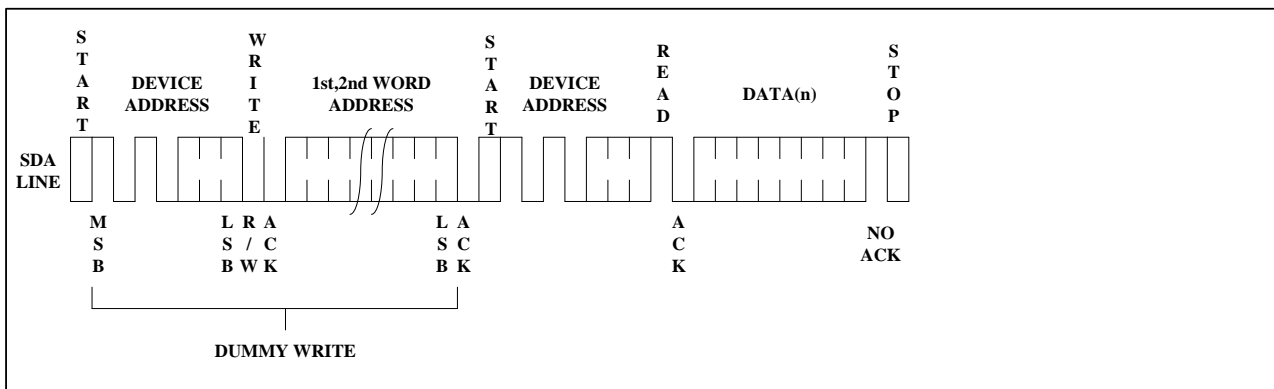 START
DEVICE
ADDRESS
WRITE
1st,2nd WORD
ADDRESS
START
DEVICE
ADDRESS
READ
DATA(n)
STOP
SDA
LINE
MSB
LSB
R/W
ACK
LSB
ACK
ACK
NO
ACK
DUMMY WRITE